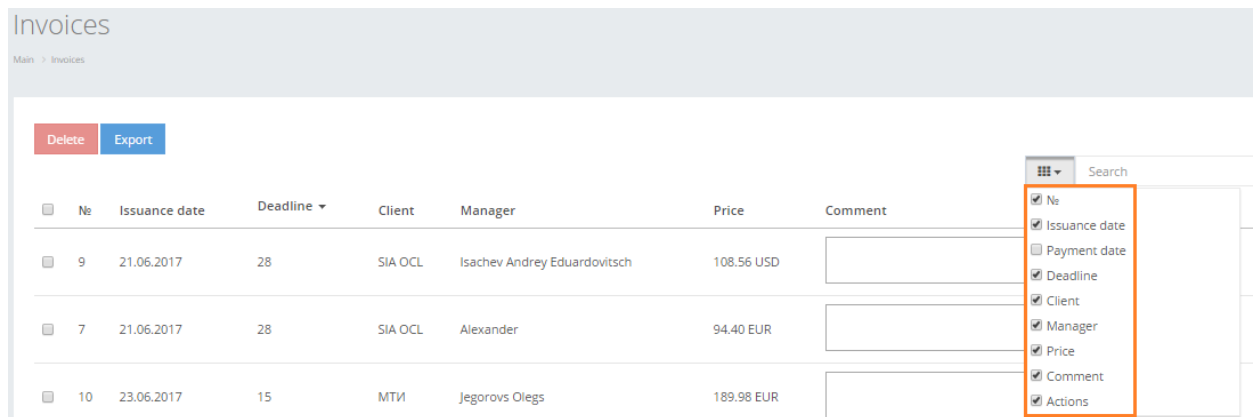 Invoices
Main > Invoices
Delete Export
Search
№ Issuance date Deadline Client Manager Price Comment
9 21.06.2017 28 SIA OCL Isachev Andrey Eduardovitsch 108.56 USD
7 21.06.2017 28 SIA OCL Alexander 94.40 EUR
10 23.06.2017 15 МТИ Jegorovs Olegs 189.98 EUR
№
Issuance date
Payment date
Deadline
Client
Manager
Price
Comment
Actions